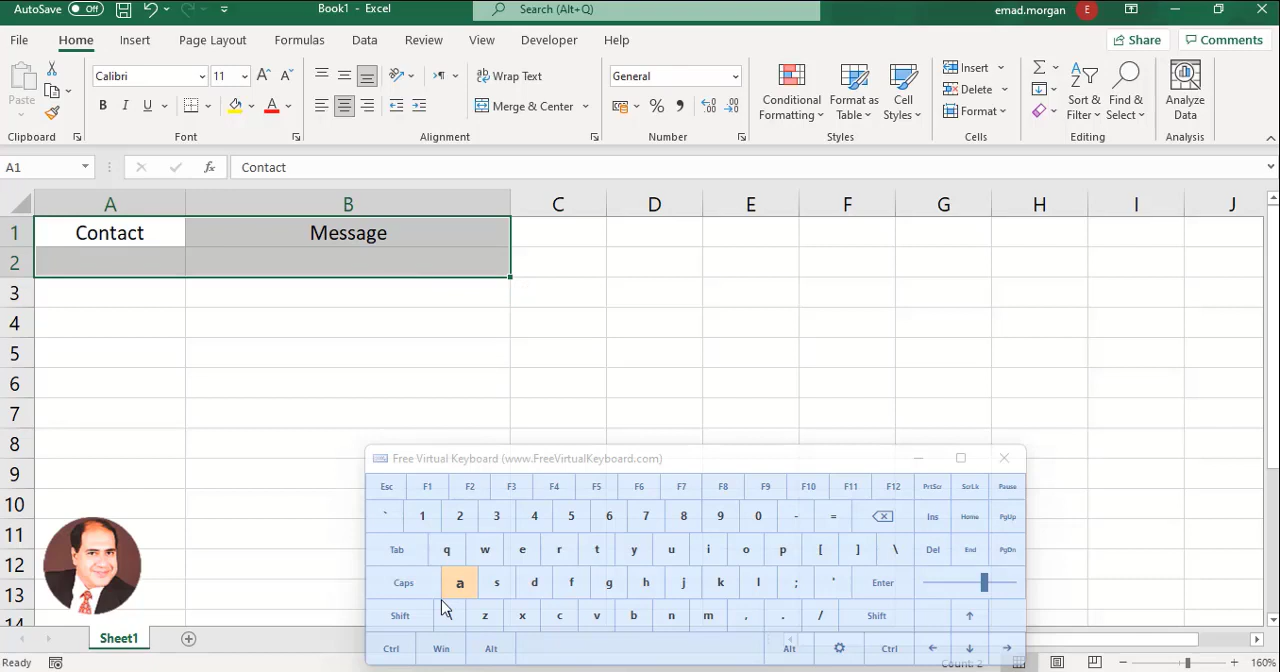 AutoSave Off Book1 - Excel Search (Alt+Q) emad.morgan E
File Home Insert Page Layout Formulas Data Review View Developer Help Share Comments
Paste Calibri 11 A A Wrap Text General Conditional Formatting Format as Table Cell Styles Insert Delete Format Sort & Filter Find & Select Analyze Data
B I U A Merge & Center % 9
Clipboard Font Alignment Number Styles Cells Editing Analysis
A1 fx Contact
A B C D E F G H I J
1 Contact Message
2
3
4
5
6
7
8
9
10
11
12
13
14
Free Virtual Keyboard (www.FreeVirtualKeyboard.com)
Esc F1 F2 F3 F4 F5 F6 F7 F8 F9 F10 F11 F12 PrtScr ScrLk Pause
` 1 2 3 4 5 6 7 8 9 0 - = Ins Home PgUp
Tab q w e r t y u i o p [ ] \ Del End PgDn
Caps a s d f g h j k l ; ' Enter
Shift \ z x c v b n m , . / Shift
Ctrl Win Alt Alt Ctrl
Sheet1
Ready Count: 2 160%